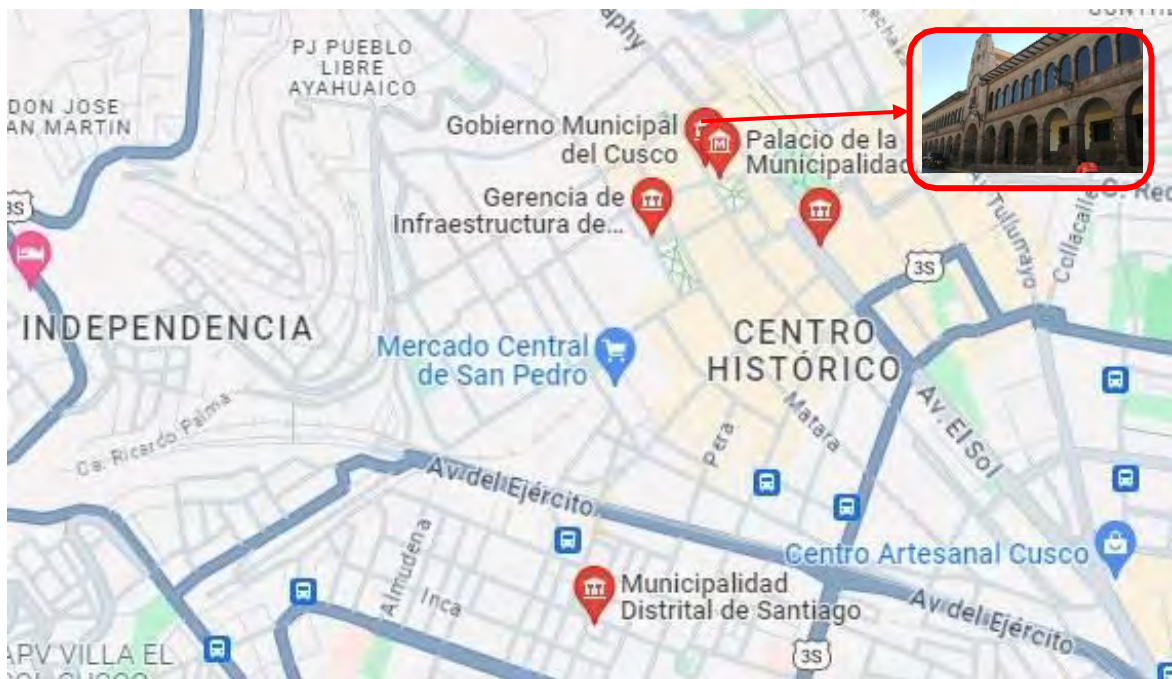 PJ PUEBLO
LIBRE
AYAHUAICO
DON JOSE
AN MARTIN
Gobierno Municipal
del Cusco
Palacio de la
Municipalidad
Gerencia de
Infraestructura de...
3S
Av. Tullumayo
Collacalle
C. Rec
3S
INDEPENDENCIA
Mercado Central
de San Pedro
CENTRO
HISTÓRICO
Ca. Ricardo Palma
Pera
Matara
Av. El Sol
Av. del Ejército
Centro Artesanal Cusco
Almudena
Inca
Municipalidad
Distrital de Santiago
Av. del Ejército
3S
APV VILLA EL